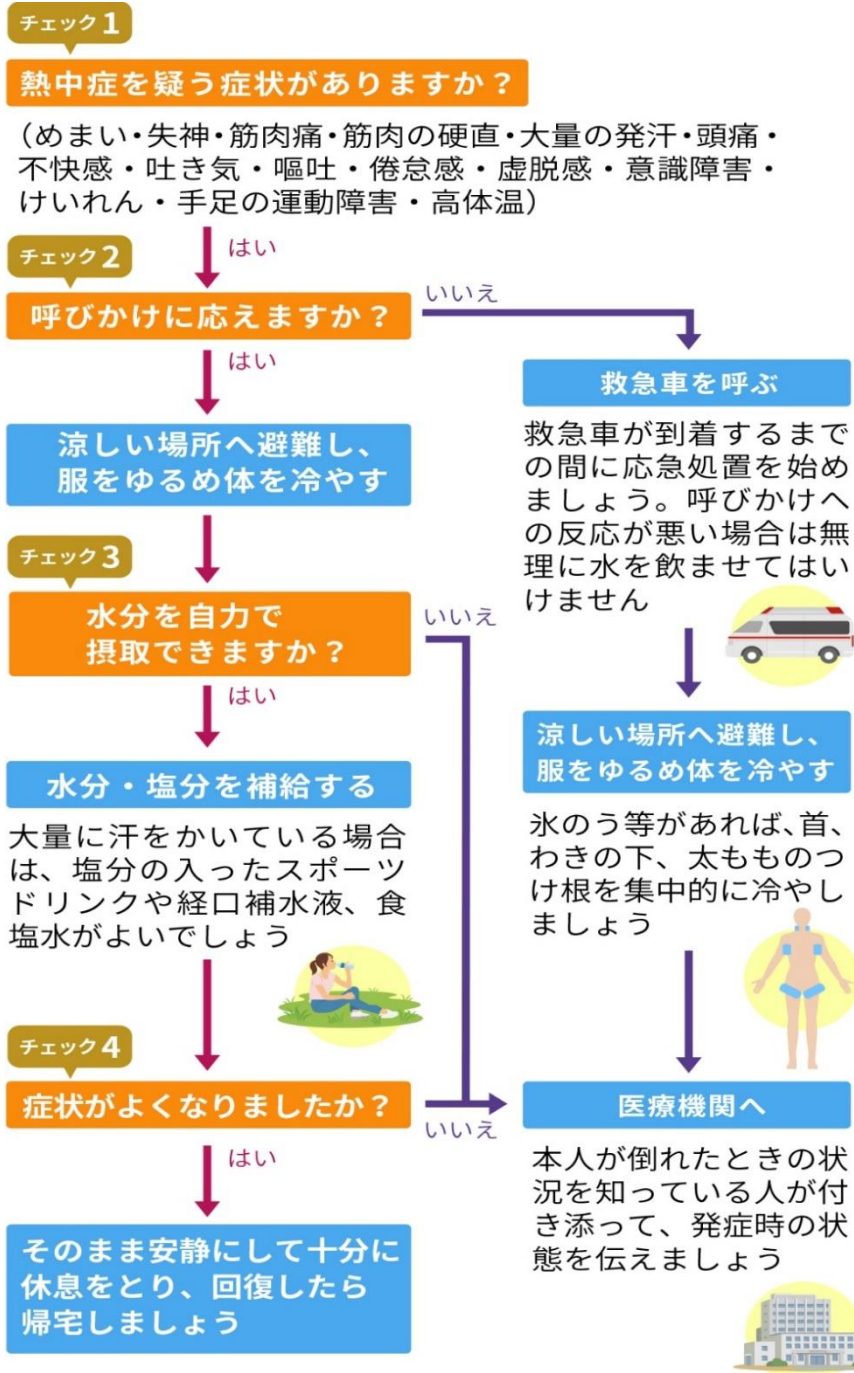 チェック1
熱中症を疑う症状がありますか？
（めまい・失神・筋肉痛・筋肉の硬直・大量の発汗・頭痛・
不快感・吐き気・嘔吐・倦怠感・虚脱感・意識障害・
けいれん・手足の運動障害・高体温）
はい
チェック2
呼びかけに応えますか？
いいえ
はい
涼しい場所へ避難し、
服をゆるめ体を冷やす
チェック3
水分を自力で
摂取できますか？
いいえ
はい
水分・塩分を補給する
大量に汗をかいている場合
は、塩分の入ったスポーツ
ドリンクや経口補水液、食
塩水がよいでしょう
チェック4
症状がよくなりましたか？
いいえ
はい
そのまま安静にして十分に
休息をとり、回復したら
帰宅しましょう
救急車を呼ぶ
救急車が到着するまで
の間に応急処置を始め
ましょう。呼びかけへ
の反応が悪い場合は無
理に水を飲ませてはい
けません
涼しい場所へ避難し、
服をゆるめ体を冷やす
氷のう等があれば、首、
わきの下、太もものつ
け根を集中的に冷やし
ましょう
医療機関へ
本人が倒れたときの状
況を知っている人が付
き添って、発症時の状
態を伝えましょう